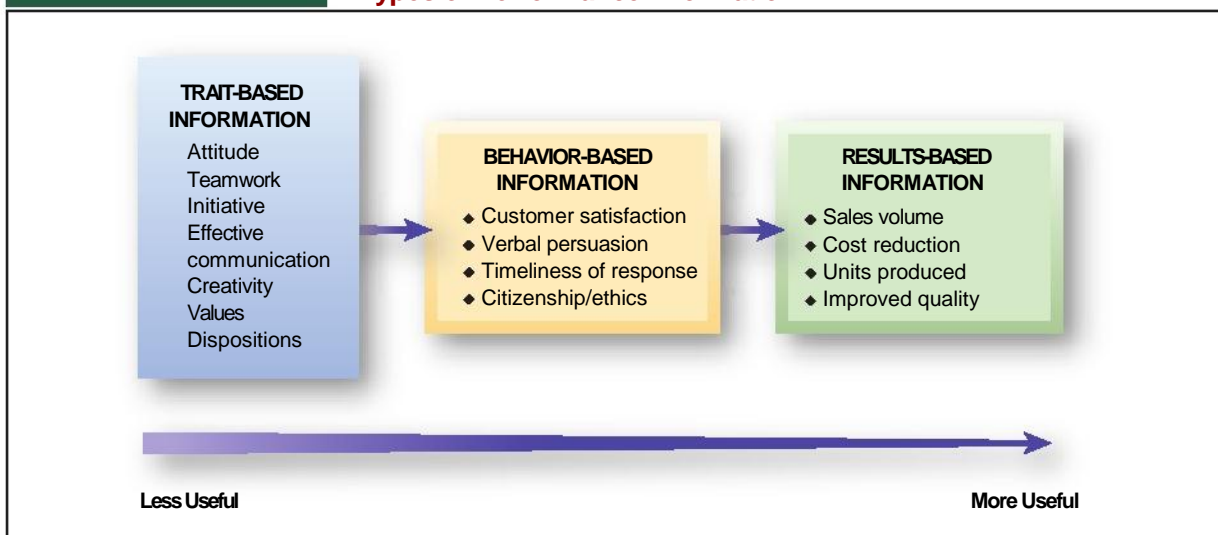 TRAIT-BASED
INFORMATION
Attitude
Teamwork
Initiative
Effective
communication
Creativity
Values
Dispositions
BEHAVIOR-BASED
INFORMATION
◆ Customer satisfaction
◆ Verbal persuasion
◆ Timeliness of response
◆ Citizenship/ethics
RESULTS-BASED
INFORMATION
◆ Sales volume
◆ Cost reduction
◆ Units produced
◆ Improved quality
Less Useful
More Useful